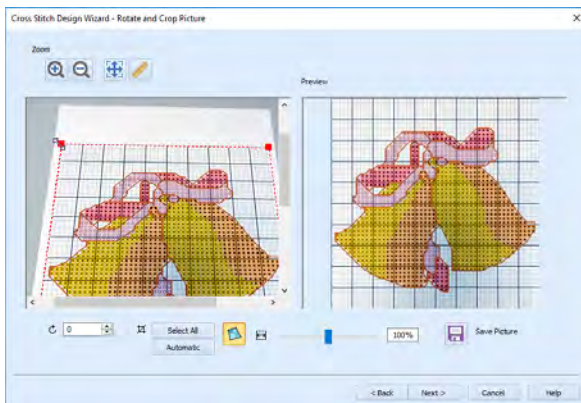 Cross Stitch Design Wizard - Rotate and Crop Picture
Zoom
Preview
0
Select All
Automatic
100%
Save Picture
< Back
Next >
Cancel
Help